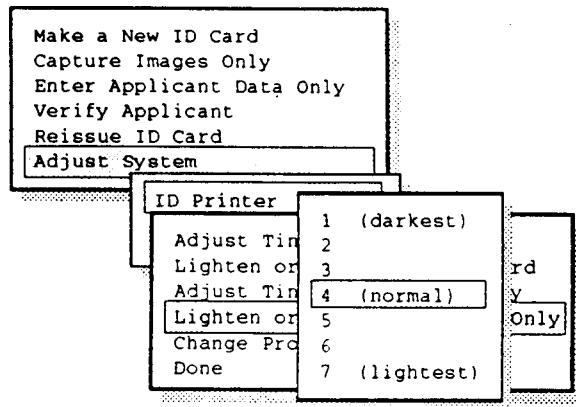 Make a New ID Card
Capture Images Only
Enter Applicant Data Only
Verify Applicant
Reissue ID Card
Adjust System
ID Printer
1 (darkest)
Adjust Tin
2
Lighten or
3
rd
Adjust Tin
4 (normal)
y
Lighten or
5
Only
Change Pro
6
Done
7 (lightest)